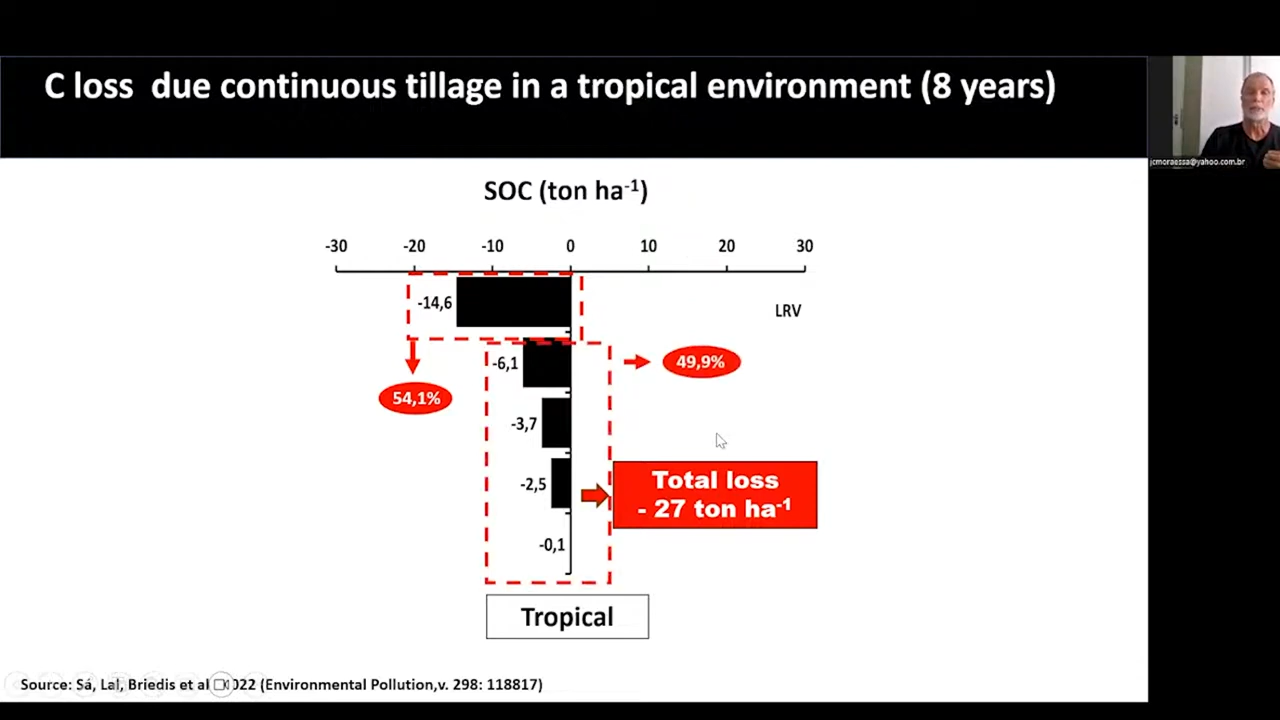 C loss due continuous tillage in a tropical environment (8 years)
jcmoraessa@yahoo.com.br
SOC (ton ha-1)
-30 -20 -10 0 10 20 30
-14,6
LRV
-6,1
49,9%
54,1%
-3,7
-2,5
Total loss
- 27 ton ha-1
-0,1
Tropical
Source: Sá, Lal, Briedis et al 2022 (Environmental Pollution,v. 298: 118817)